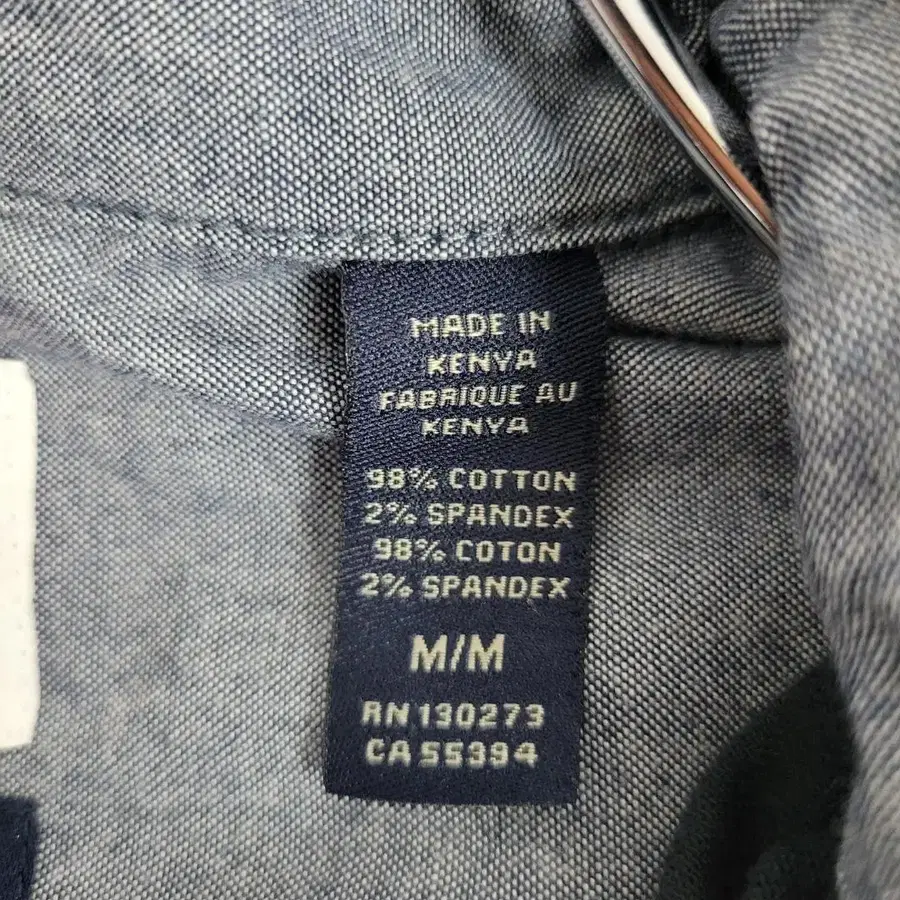 MADE IN
KENYA
FABRIQUE AU
KENYA
98% COTTON
2% SPANDEX
98% COTON
2% SPANDEX
M/M
RN 130273
CA 55394